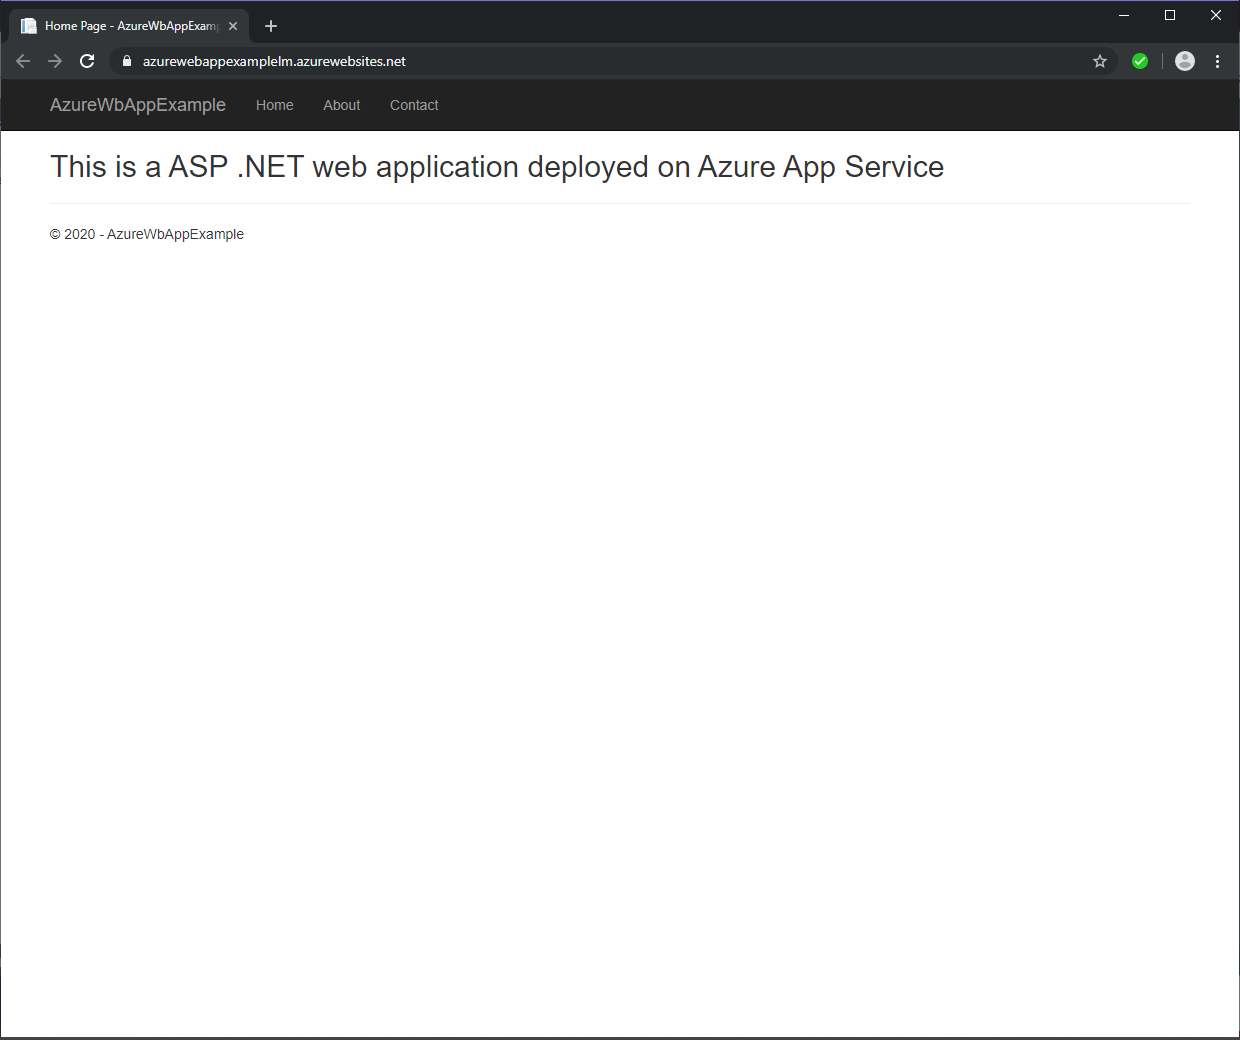 Home Page - AzureWbAppExam
azurewebappexamplelm.azurewebsites.net
AzureWbAppExample Home About Contact
This is a ASP .NET web application deployed on Azure App Service
© 2020 - AzureWbAppExample